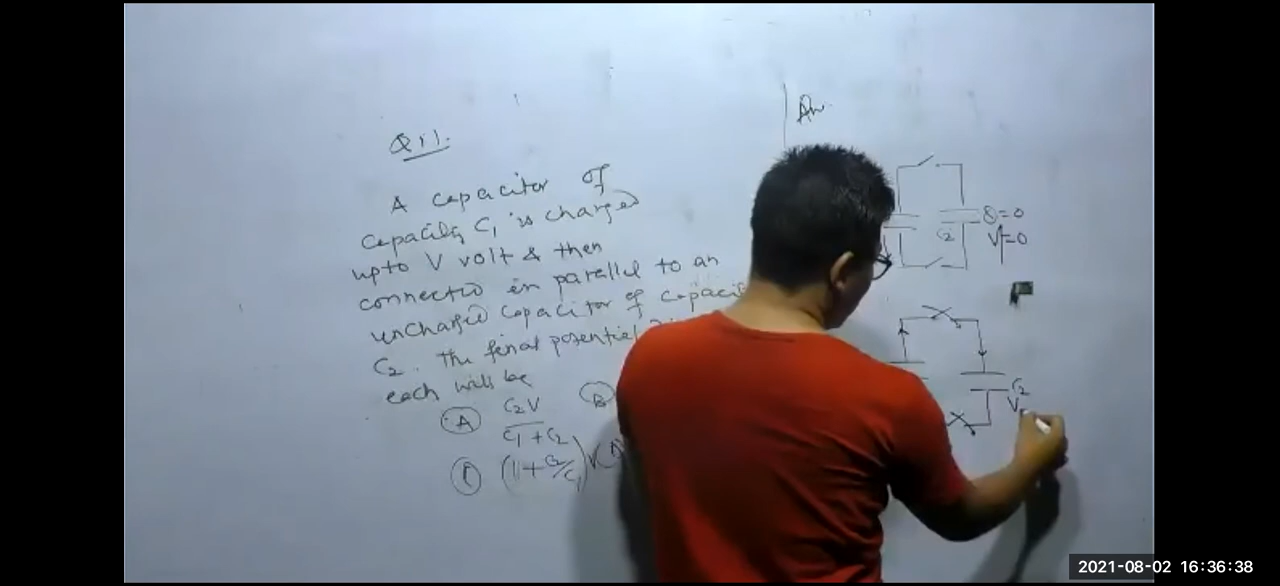 Q11.
A capacitor of
capacity C₁ is charged
upto V volt & then
connected in parallel to an
uncharged capacitor of
C₂. The final potential
each will be
(A) C₂V / C₁+C₂ (B)
(1+C₂/C₁)V
Q=0
C₂ V=0
C₂
V
2021-08-02 16:36:38